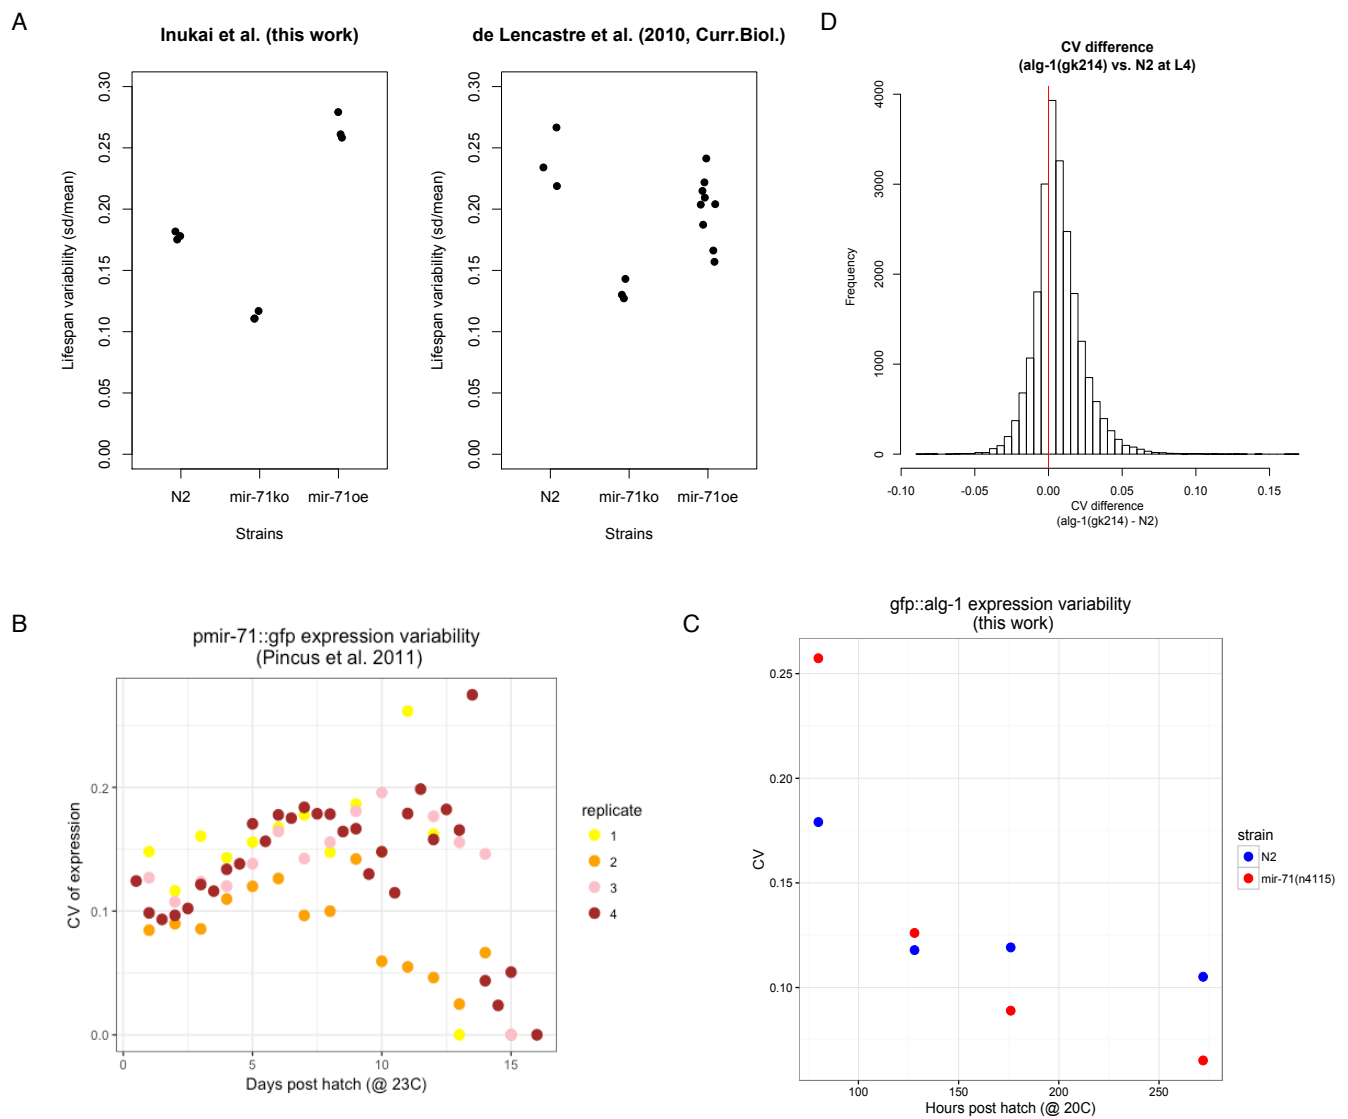 A
Inukai et al. (this work)
Lifespan variability (sd/mean)
0.30
0.25
0.20
0.15
0.10
0.05
0.00
N2 mir-71ko mir-71oe
Strains
de Lencastre et al. (2010, Curr.Biol.)
Lifespan variability (sd/mean)
0.30
0.25
0.20
0.15
0.10
0.05
0.00
N2 mir-71ko mir-71oe
Strains
D
CV difference
(alg-1(gk214) vs. N2 at L4)
Frequency
4000
3000
2000
1000
0
-0.10 -0.05 0.00 0.05 0.10 0.15
CV difference
(alg-1(gk214) - N2)
B
pmir-71::gfp expression variability
(Pincus et al. 2011)
CV of expression
0.2
0.1
0.0
0 5 10 15
Days post hatch (@ 23C)
replicate
1
2
3
4
C
gfp::alg-1 expression variability
(this work)
CV
0.25
0.20
0.15
0.10
100 150 200 250
Hours post hatch (@ 20C)
strain
N2
mir-71(n4115)